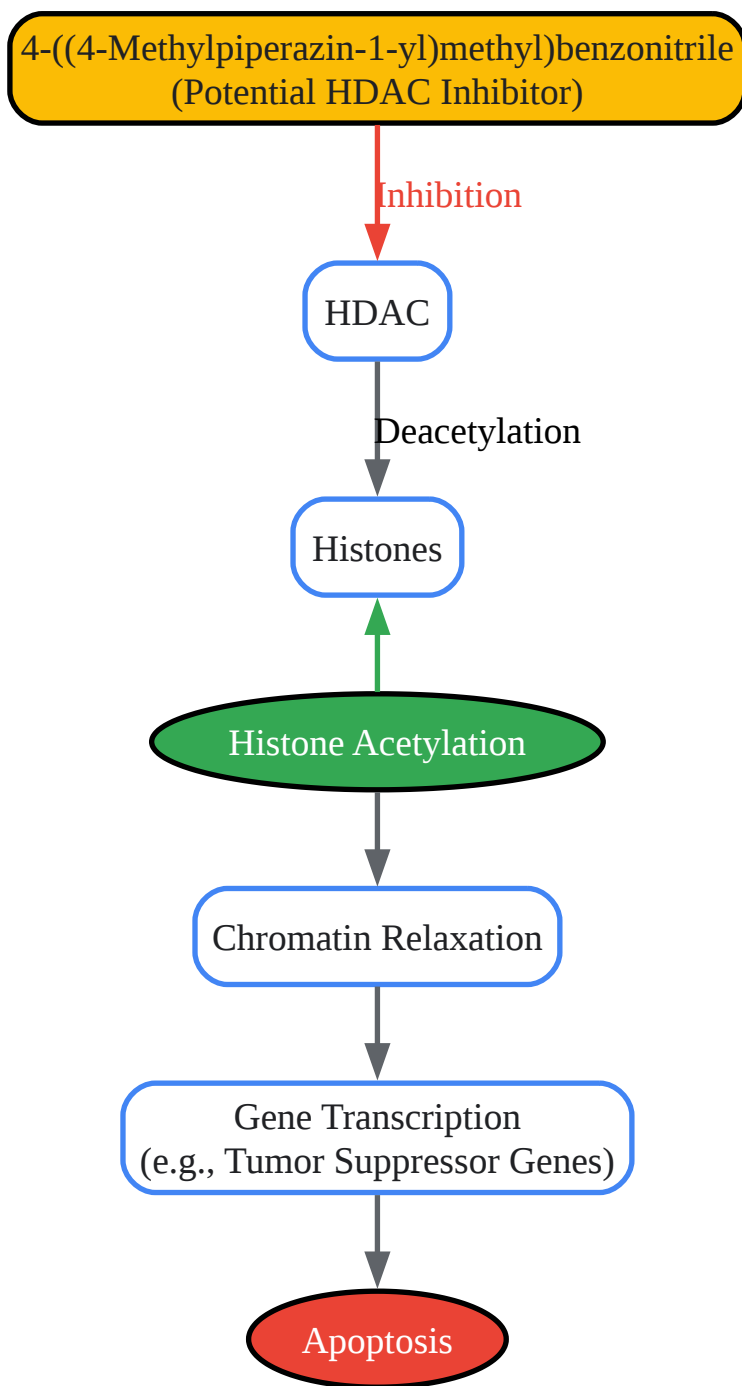 4-((4-Methylpiperazin-1-yl)methyl)benzonitrile
(Potential HDAC Inhibitor)
Inhibition
HDAC
Deacetylation
Histones
Histone Acetylation
Chromatin Relaxation
Gene Transcription
(e.g., Tumor Suppressor Genes)
Apoptosis